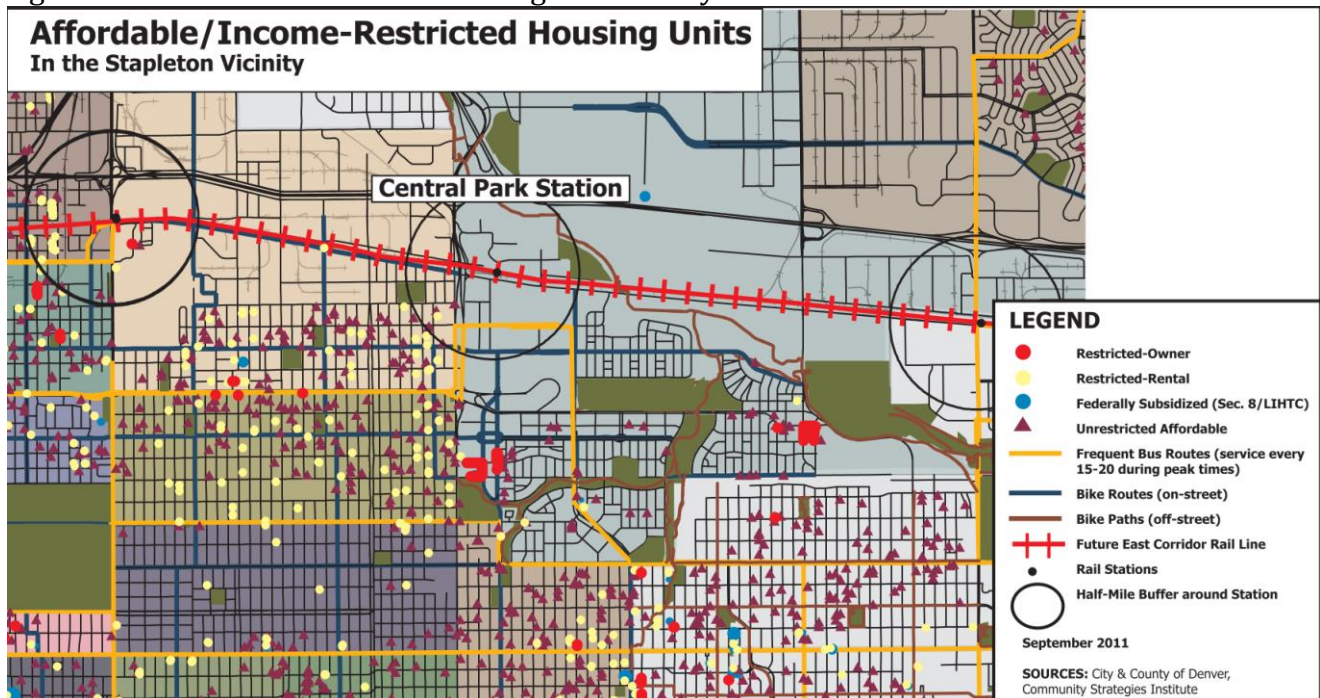 Affordable/Income-Restricted Housing Units
In the Stapleton Vicinity
Central Park Station
LEGEND
Restricted-Owner
Restricted-Rental
Federally Subsidized (Sec. 8/LIHTC)
Unrestricted Affordable
Frequent Bus Routes (service every
15-20 during peak times)
Bike Routes (on-street)
Bike Paths (off-street)
Future East Corridor Rail Line
Rail Stations
Half-Mile Buffer around Station
September 2011
SOURCES: City & County of Denver,
Community Strategies Institute